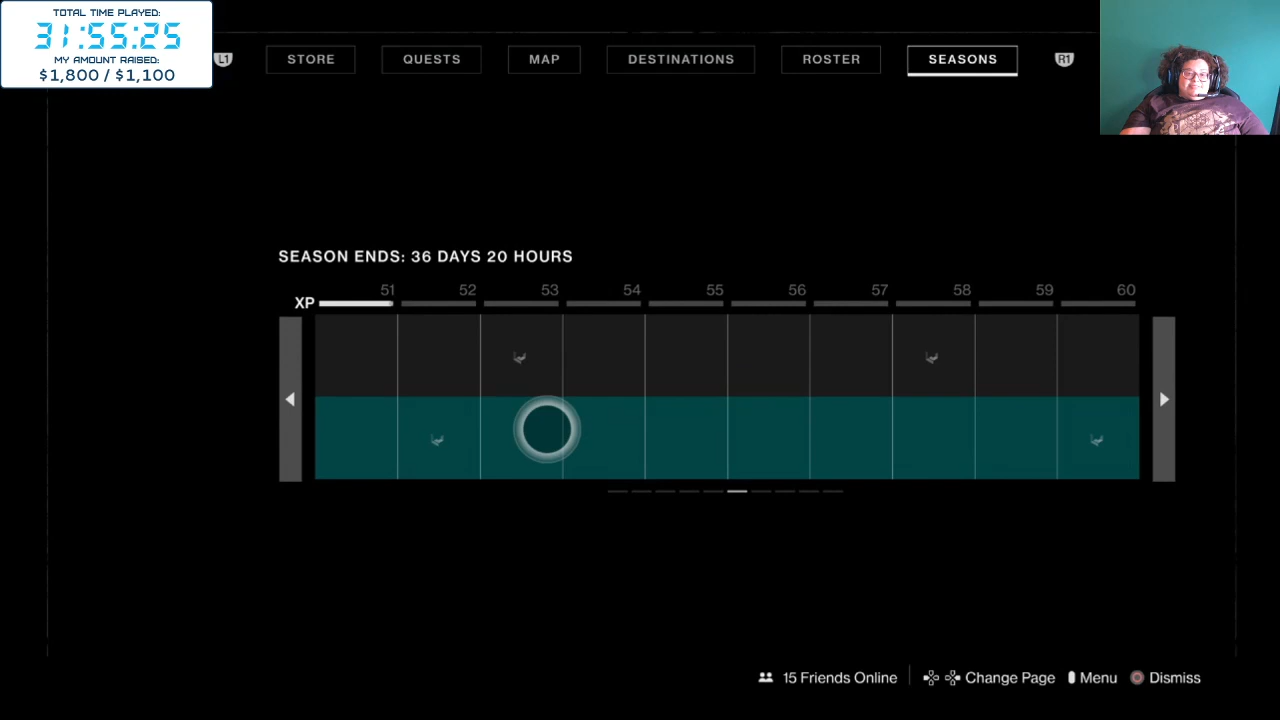 TOTAL TIME PLAYED:
31:55:25
MY AMOUNT RAISED:
$1,800 / $1,100
L1
STORE
QUESTS
MAP
DESTINATIONS
ROSTER
SEASONS
R1
SEASON ENDS: 36 DAYS 20 HOURS
XP
51
52
53
54
55
56
57
58
59
60
15 Friends Online
Change Page
Menu
Dismiss